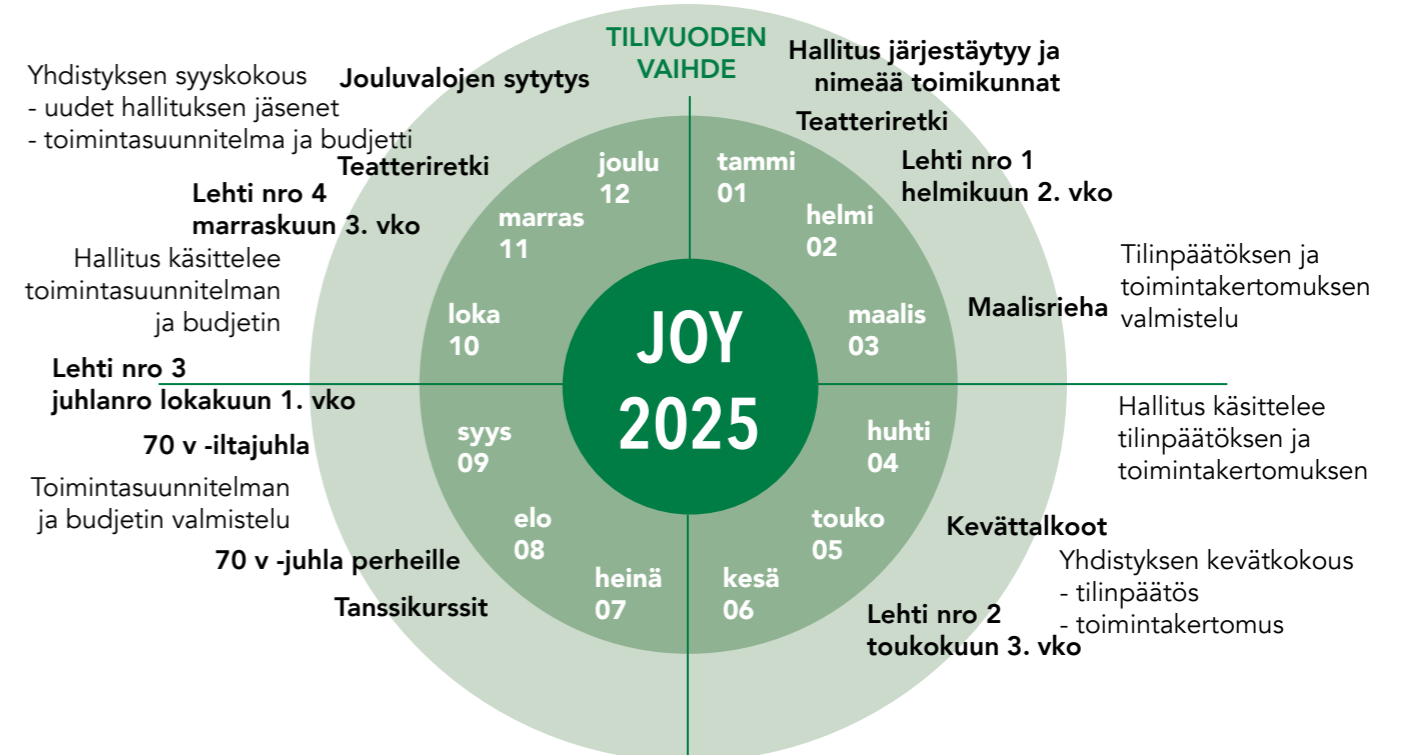 TILIVUODEN
VAIHDE
Hallitus järjestäytyy ja
nimeää toimikunnat
Teatteriretki
Lehti nro 1
helmikuun 2. vko
Maalisrieha
Tilinpäätöksen ja
toimintakertomuksen
valmistelu
Hallitus käsittelee
tilinpäätöksen ja
toimintakertomuksen
Kevättalkoot
Yhdistyksen kevätkokous
- tilinpäätös
- toimintakertomus
Lehti nro 2
toukokuun 3. vko
Tanssikurssit
70 v -juhla perheille
Toimintasuunnitelman
ja budjetin valmistelu
70 v -iltajuhla
Lehti nro 3
juhlanro lokakuun 1. vko
Hallitus käsittelee
toimintasuunnitelman
ja budjetin
Lehti nro 4
marraskuun 3. vko
Teatteriretki
Yhdistyksen syyskokous
- uudet hallituksen jäsenet
- toimintasuunnitelma ja budjetti
Jouluvalojen sytytys
tammi
01
helmi
02
maalis
03
huhti
04
touko
05
kesä
06
heinä
07
elo
08
syys
09
loka
10
marras
11
joulu
12
JOY
2025